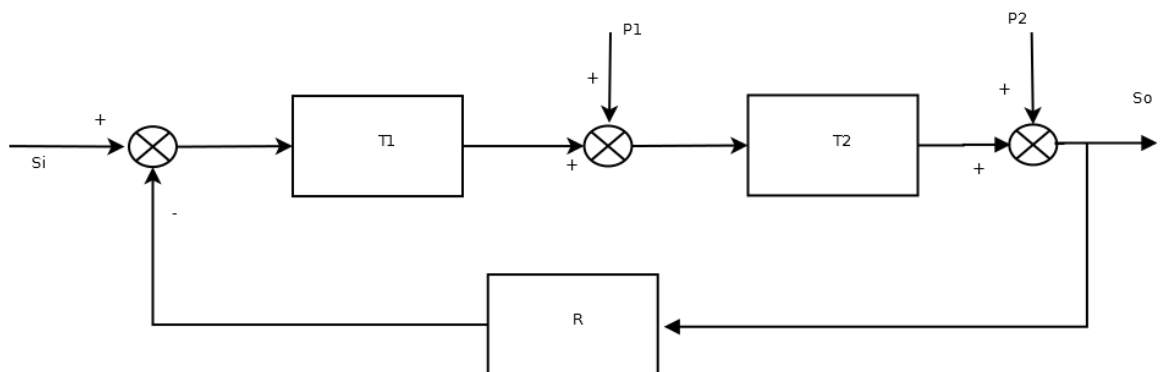 P1
P2
+
+
So
+
T1
T2
Si
+
+
-
R